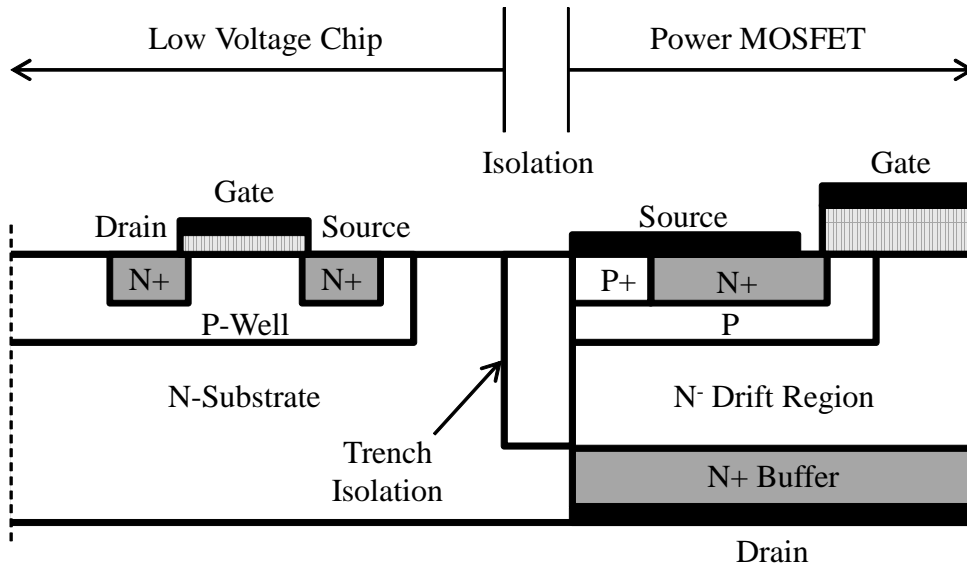 Low Voltage Chip
Power MOSFET
Isolation
Gate
Gate
Source
Drain
Source
N+
N+
P+
N+
P-Well
P
N-Substrate
N- Drift Region
Trench
Isolation
N+ Buffer
Drain